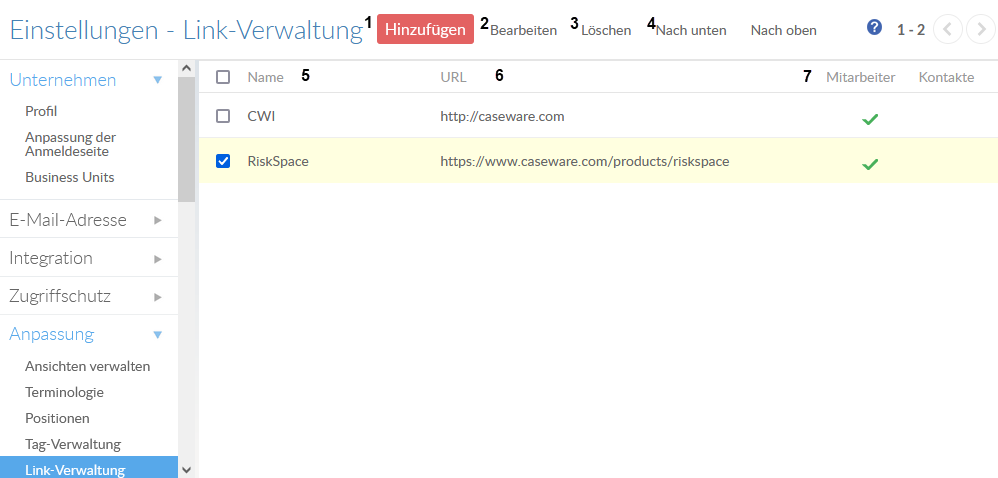 Einstellungen - Link-Verwaltung 1 Hinzufügen 2 Bearbeiten 3 Löschen 4 Nach unten Nach oben ? 1 - 2
Unternehmen
Profil
Anpassung der
Anmeldeseite
Business Units
E-Mail-Adresse
Integration
Zugriffschutz
Anpassung
Ansichten verwalten
Terminologie
Positionen
Tag-Verwaltung
Link-Verwaltung
Name 5 URL 6 7 Mitarbeiter Kontakte
CWI http://caseware.com
RiskSpace https://www.caseware.com/products/riskspace